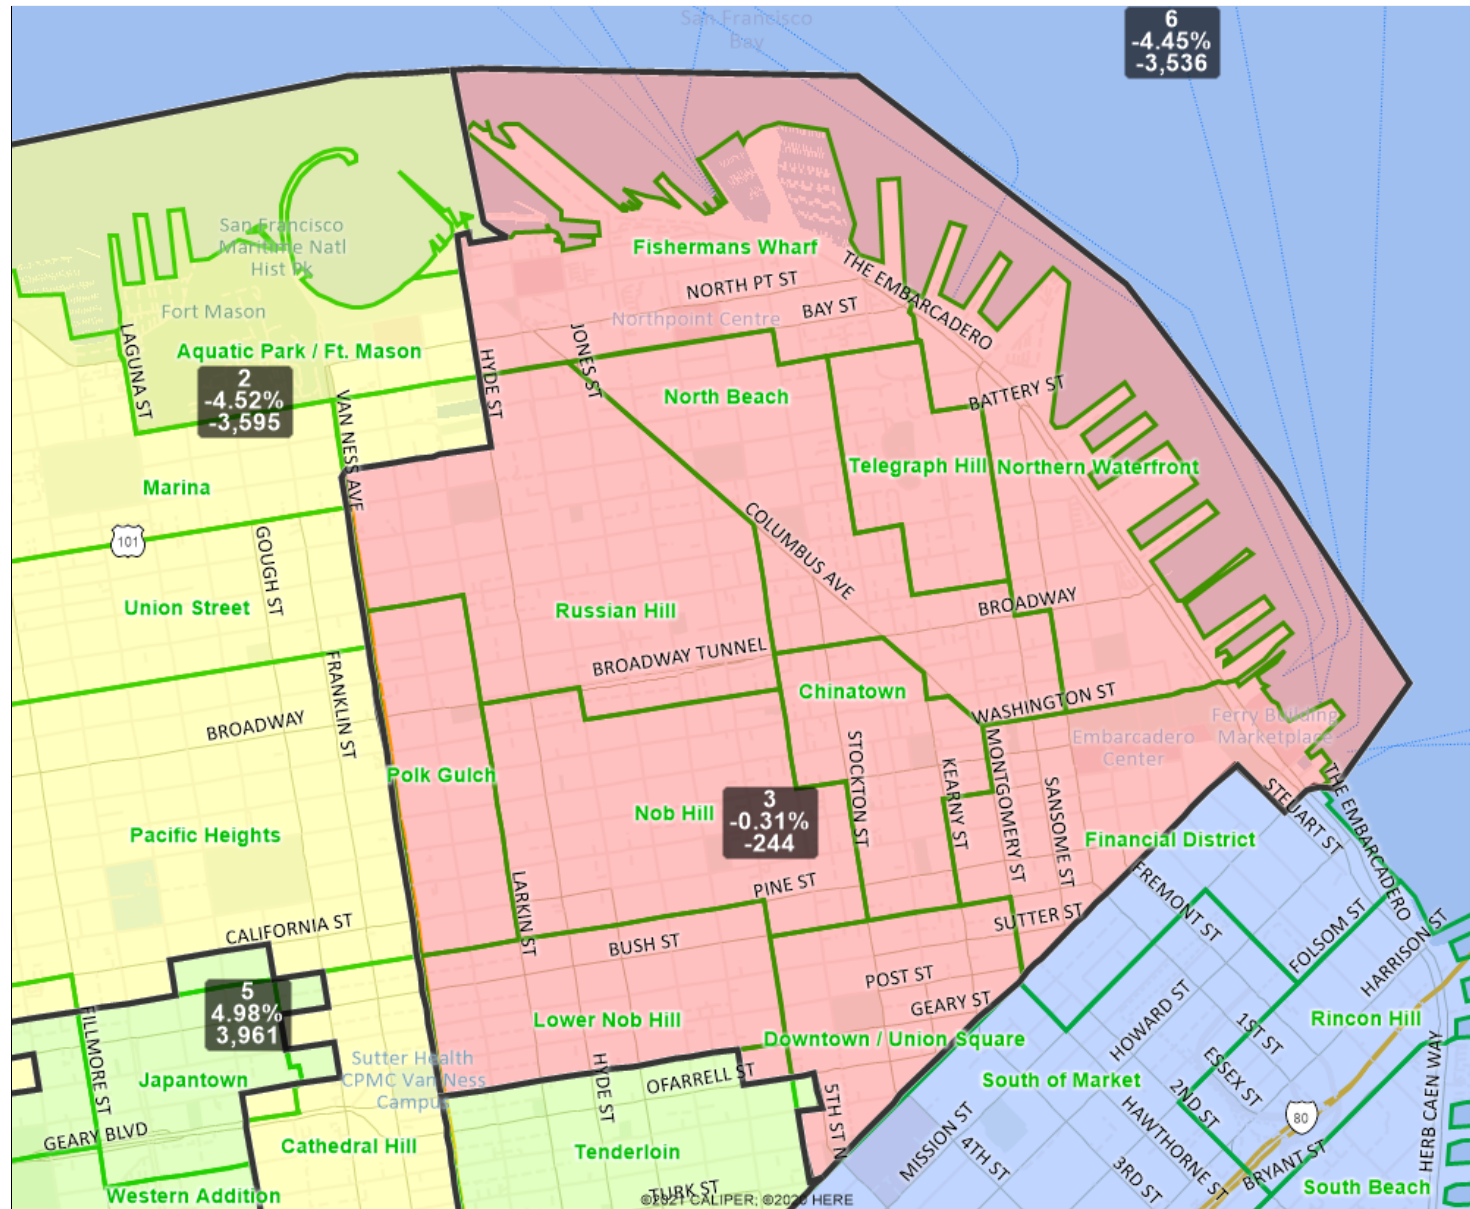 San Francisco
Bay
6
-4.45%
-3,536
San Francisco
Maritime Natl
Hist Pk
Fishermans Wharf
THE EMBARCADERO
NORTH PT ST
BAY ST
Northpoint Centre
Fort Mason
Aquatic Park / Ft. Mason
LAGUNA ST
JONES ST
HYDE ST
2
-4.52%
-3,595
VAN NESS AVE
North Beach
BATTERY ST
Marina
Telegraph Hill
Northern Waterfront
101
GOUGH ST
COLUMBUS AVE
Union Street
Russian Hill
BROADWAY
BROADWAY TUNNEL
FRANKLIN ST
Chinatown
WASHINGTON ST
BROADWAY
Ferry Building
Marketplace
Embarcadero
Center
STOCKTON ST
KEARNY ST
MONTGOMERY ST
SANSOME ST
Polk Gulch
Nob Hill
3
-0.31%
-244
STEUART ST
THE EMBARCADERO
Pacific Heights
Financial District
LARKIN ST
PINE ST
FREMONT ST
CALIFORNIA ST
BUSH ST
SUTTER ST
FOLSOM ST
HARRISON ST
POST ST
GEARY ST
5
4.98%
3,961
FILLMORE ST
Lower Nob Hill
Downtown / Union Square
HOWARD ST
1ST ST
Rincon Hill
Sutter Health
CPMC Van Ness
Campus
Japantown
HYDE ST
OFARRELL ST
5TH ST N
South of Market
ESSEX ST
2ND ST
HAWTHORNE ST
80
HERB CAEN WAY
GEARY BLVD
Cathedral Hill
Tenderloin
MISSION ST
4TH ST
3RD ST
BRYANT ST
South Beach
Western Addition
TURK ST
©2021 CALIPER; ©2020 HERE